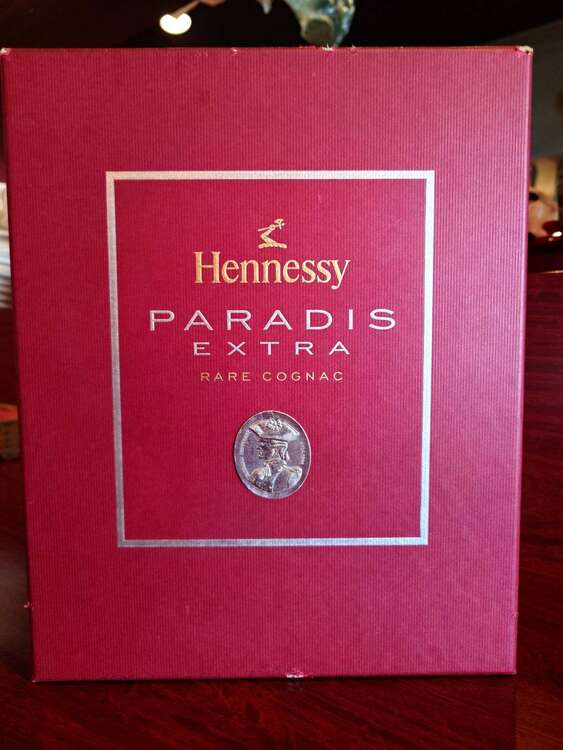 Hennessy
PARADIS
EXTRA
RARE COGNAC